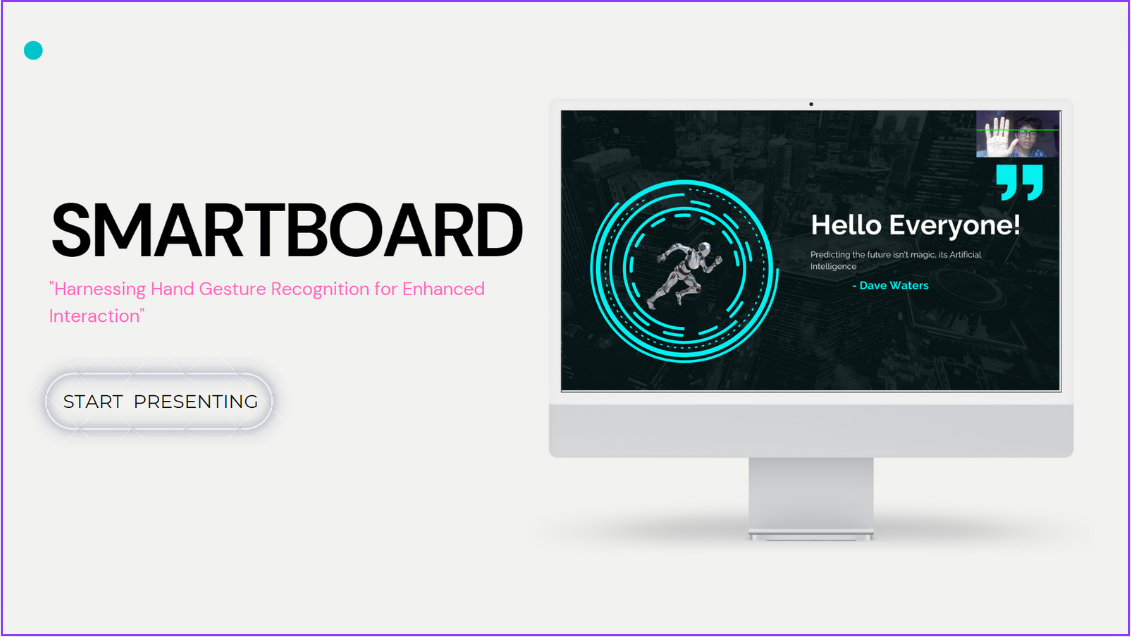 SMARTBOARD
"Harnessing Hand Gesture Recognition for Enhanced
Interaction"
START PRESENTING
Hello Everyone!
Predicting the future isn't magic, its Artificial
Intelligence
- Dave Waters